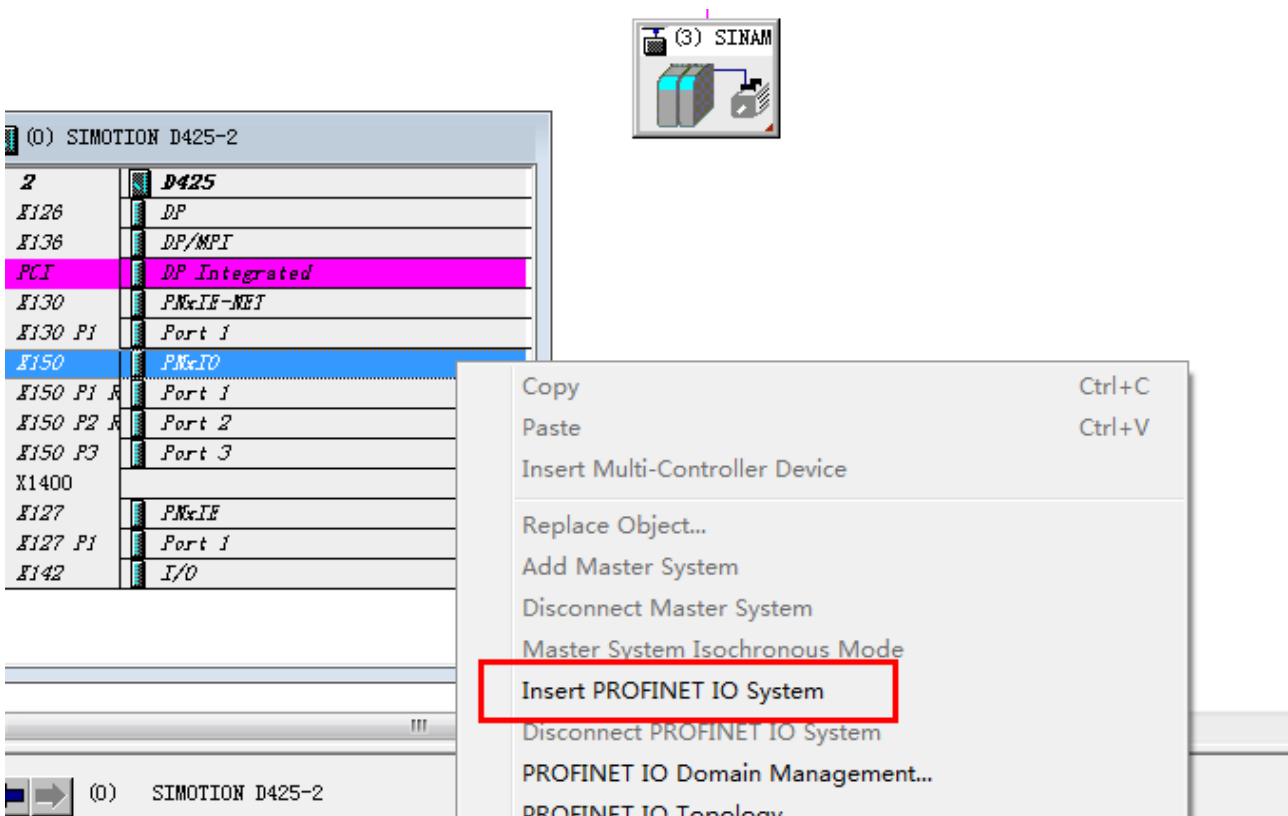 (3) SINAM
(0) SIMOTION D425-2
2 D425
X126 DP
X136 DP/MPI
PCI DP Integrated
X130 PNxIE-NET
X130 P1 Port 1
X150 PNxIO
X150 P1 R Port 1
X150 P2 R Port 2
X150 P3 Port 3
X1400
X127 PNxIE
X127 P1 Port 1
X142 I/O
Copy Ctrl+C
Paste Ctrl+V
Insert Multi-Controller Device
Replace Object...
Add Master System
Disconnect Master System
Master System Isochronous Mode
Insert PROFINET IO System
Disconnect PROFINET IO System
PROFINET IO Domain Management...
PROFINET IO Topology
(0) SIMOTION D425-2